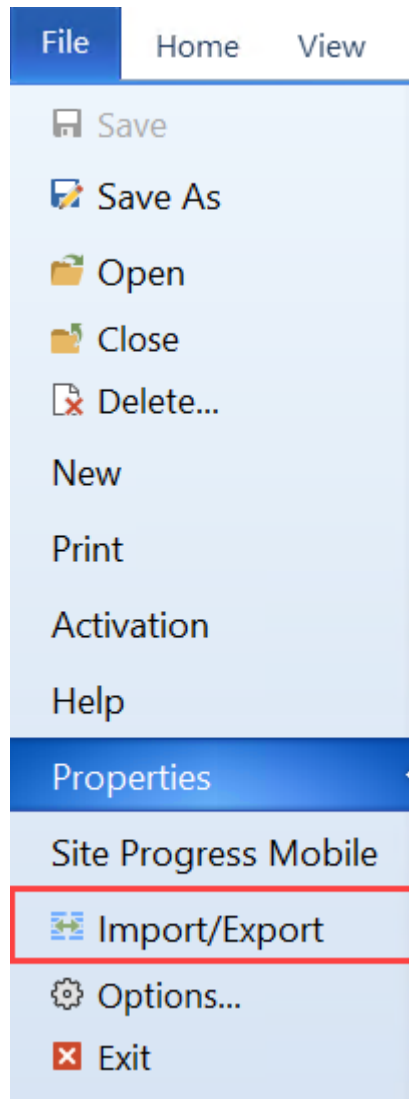 File Home View
Save
Save As
Open
Close
Delete...
New
Print
Activation
Help
Properties
Site Progress Mobile
Import/Export
Options...
Exit